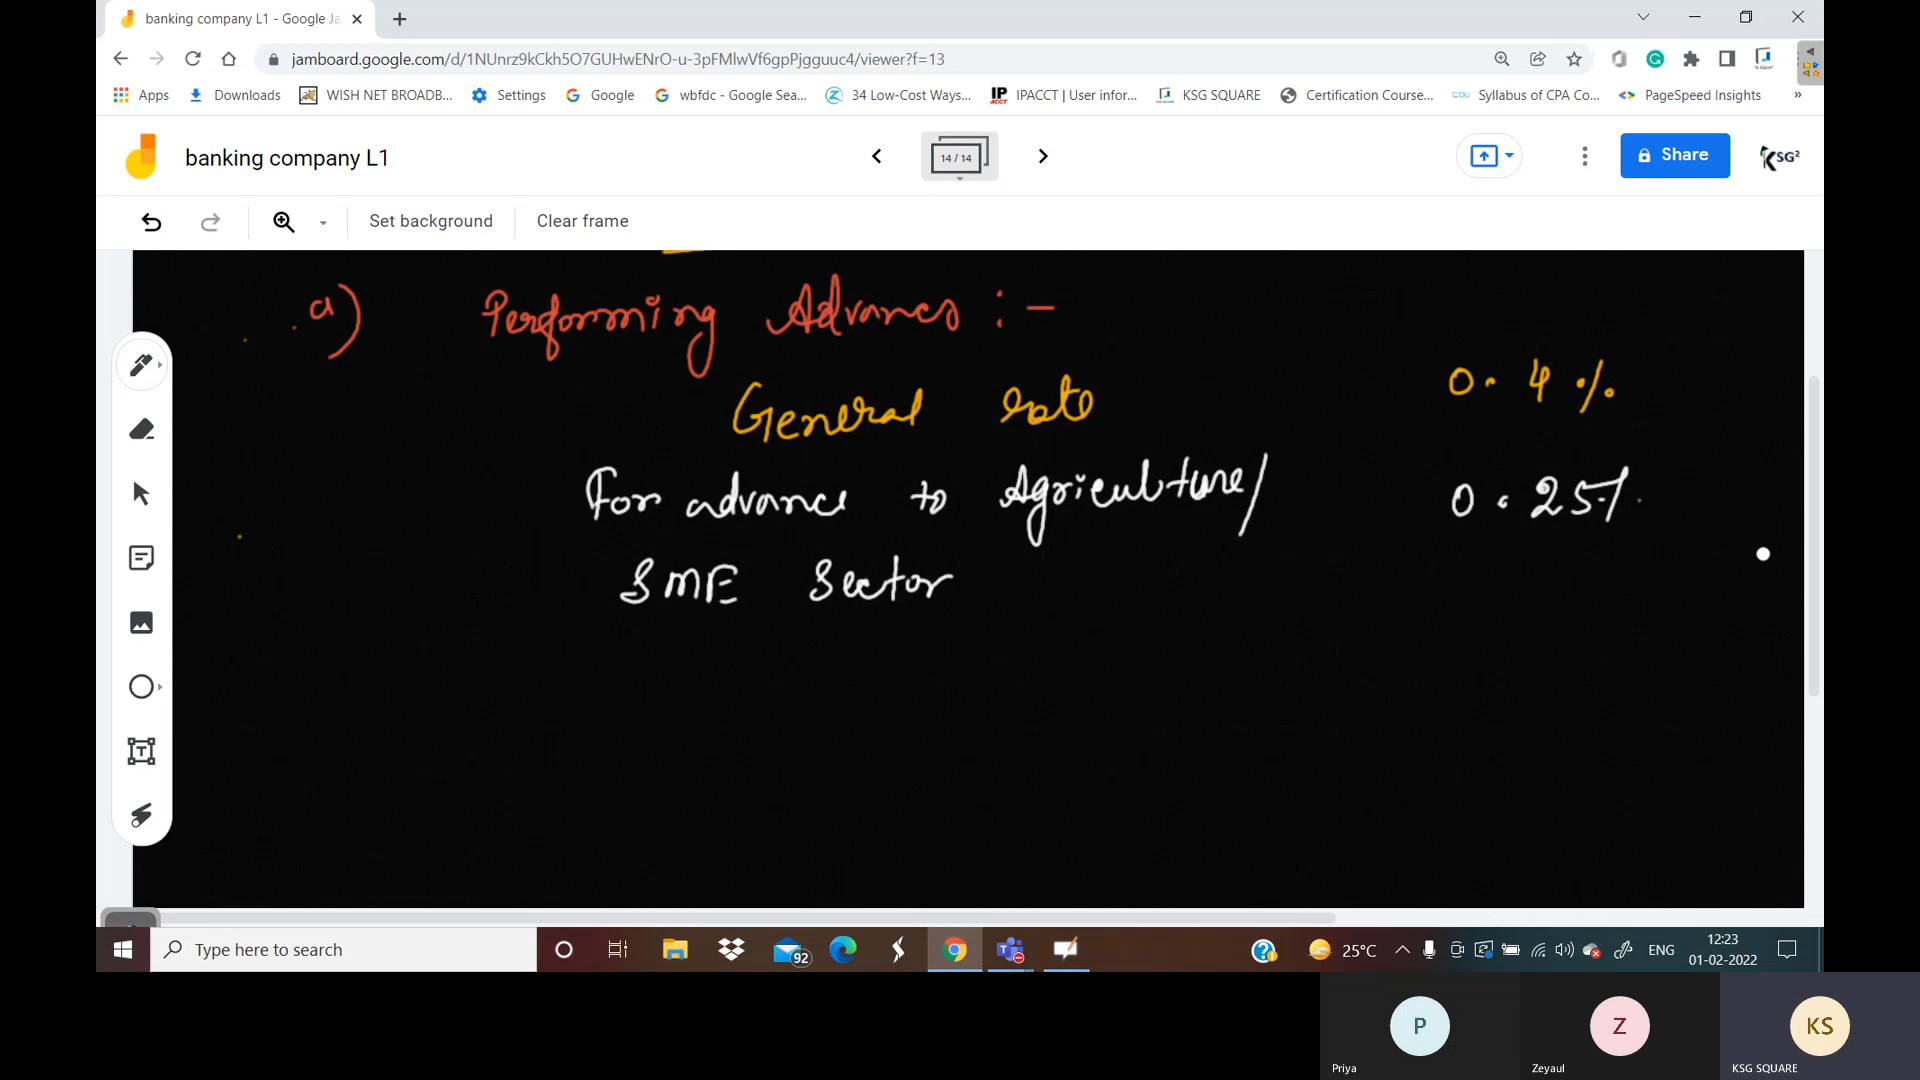 banking company L1 - Google Ja
jamboard.google.com/d/1NUnrz9kCkh5O7GUHwENrO-u-3pFMlwVf6gpPjgguuc4/viewer?f=13
Apps Downloads WISH NET BROADB... Settings Google wbfdc - Google Sea... 34 Low-Cost Ways... IPACCT | User infor... KSG SQUARE Certification Course... Syllabus of CPA Co... PageSpeed Insights »
banking company L1 14 / 14 Share KSG²
Set background Clear frame
a) Performing Advances :-
General rate 0.4%
For advance to Agriculture/ 0.25%
SME Sector
Type here to search 92 25°C ENG 12:23
01-02-2022
P Z KS
Priya Zeyaul KSG SQUARE